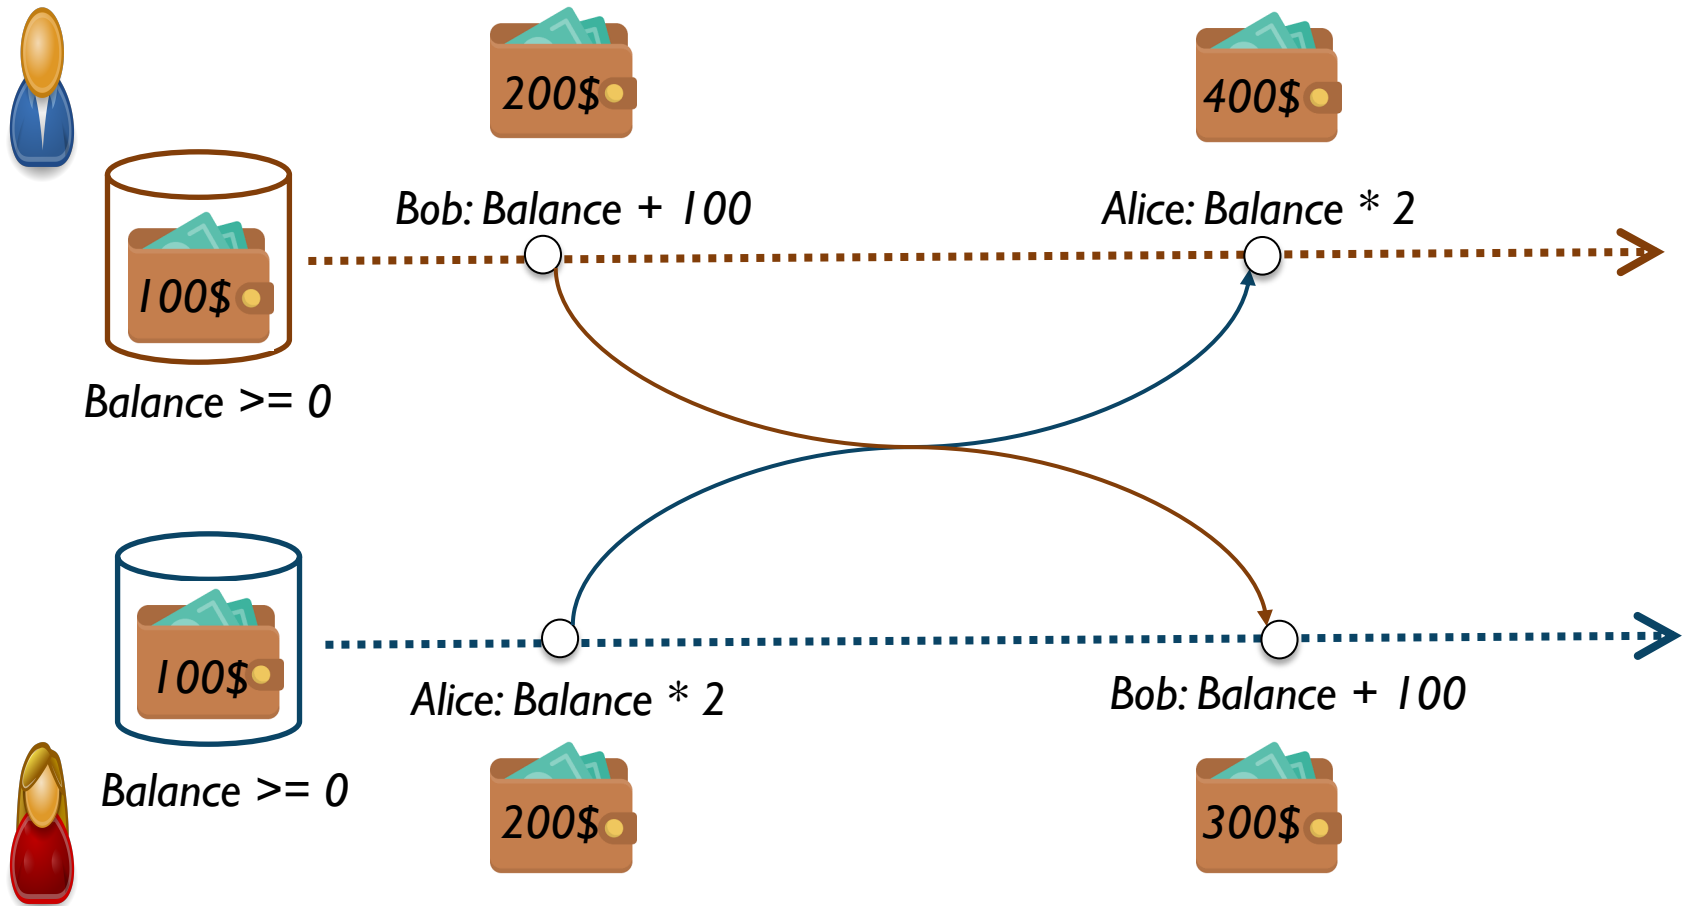 200$
400$
Bob: Balance + 100
Alice: Balance * 2
100$
Balance >= 0
100$
Alice: Balance * 2
Bob: Balance + 100
Balance >= 0
200$
300$